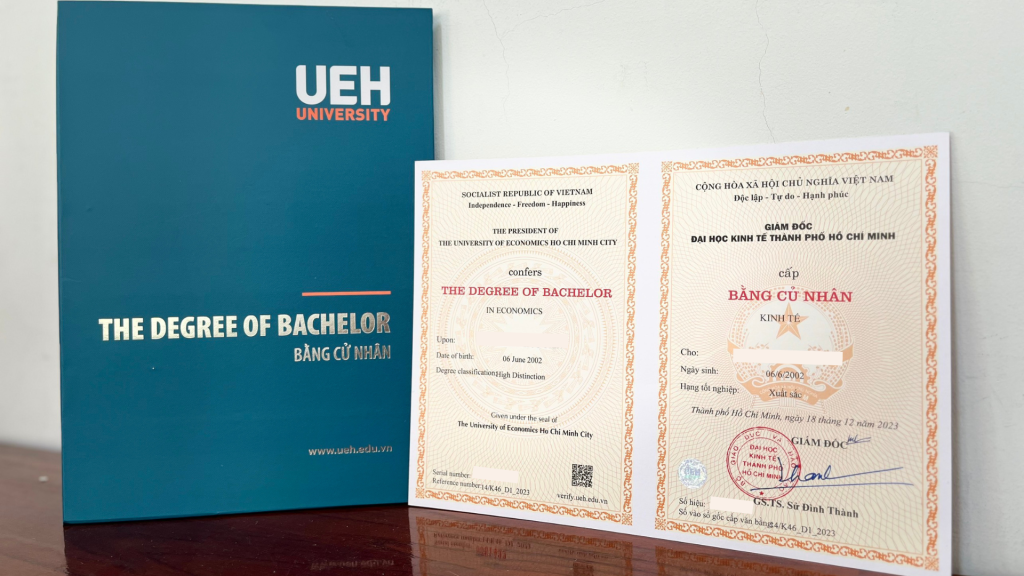 UEH
UNIVERSITY
THE DEGREE OF BACHELOR
BẰNG CỬ NHÂN
www.ueh.edu.vn
SOCIALIST REPUBLIC OF VIETNAM
Independence - Freedom - Happiness
THE PRESIDENT OF
THE UNIVERSITY OF ECONOMICS HO CHI MINH CITY
confers
THE DEGREE OF BACHELOR
IN ECONOMICS
Upon:
Date of birth: 06 June 2002
Degree classification: High Distinction
Given under the seal of
The University of Economics Ho Chi Minh City
Serial number:
Reference number: 14/K46_D1_2023
verify.ueh.edu.vn
CỘNG HÒA XÃ HỘI CHỦ NGHĨA VIỆT NAM
Độc lập - Tự do - Hạnh phúc
GIÁM ĐỐC
ĐẠI HỌC KINH TẾ THÀNH PHỐ HỒ CHÍ MINH
cấp
BẰNG CỬ NHÂN
KINH TẾ
Cho:
Ngày sinh: 06/6/2002
Hạng tốt nghiệp: Xuất sắc
Thành phố Hồ Chí Minh, ngày 18 tháng 12 năm 2023
GIÁM ĐỐC
ĐẠI HỌC
KINH TẾ
THÀNH PHỐ
HỒ CHÍ MINH
Số hiệu:
GS.TS. Sử Đình Thành
Số vào sổ gốc cấp văn bằng: 14/K46_D1_2023